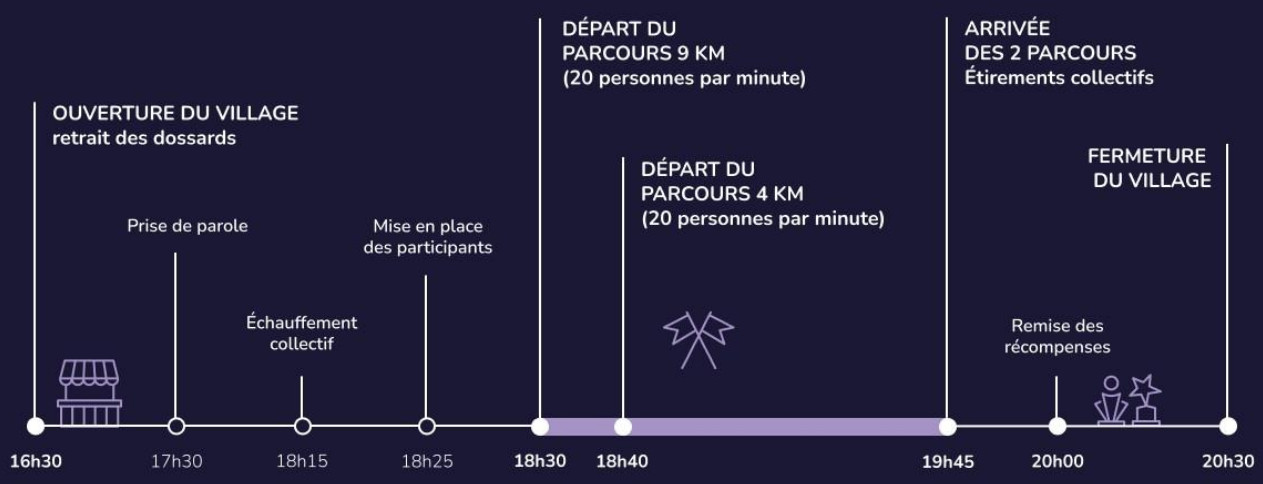 OUVERTURE DU VILLAGE
retrait des dossards
Prise de parole
Échauffement
collectif
Mise en place
des participants
DÉPART DU
PARCOURS 9 KM
(20 personnes par minute)
DÉPART DU
PARCOURS 4 KM
(20 personnes par minute)
ARRIVÉE
DES 2 PARCOURS
Étirements collectifs
Remise des
récompenses
FERMETURE
DU VILLAGE
16h30
17h30
18h15
18h25
18h30
18h40
19h45
20h00
20h30